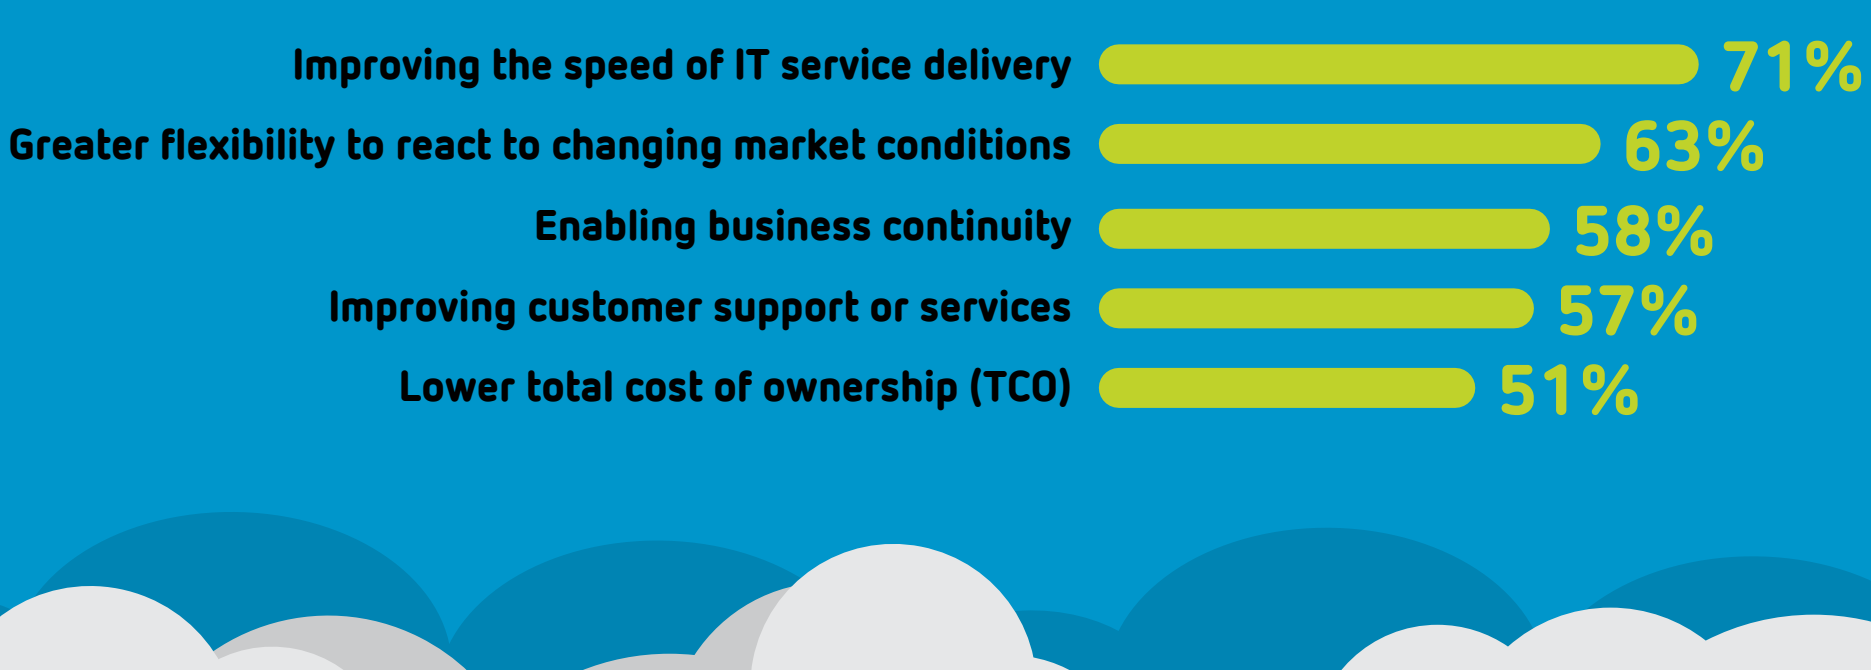 Improving the speed of IT service delivery 71%
Greater flexibility to react to changing market conditions 63%
Enabling business continuity 58%
Improving customer support or services 57%
Lower total cost of ownership (TCO) 51%